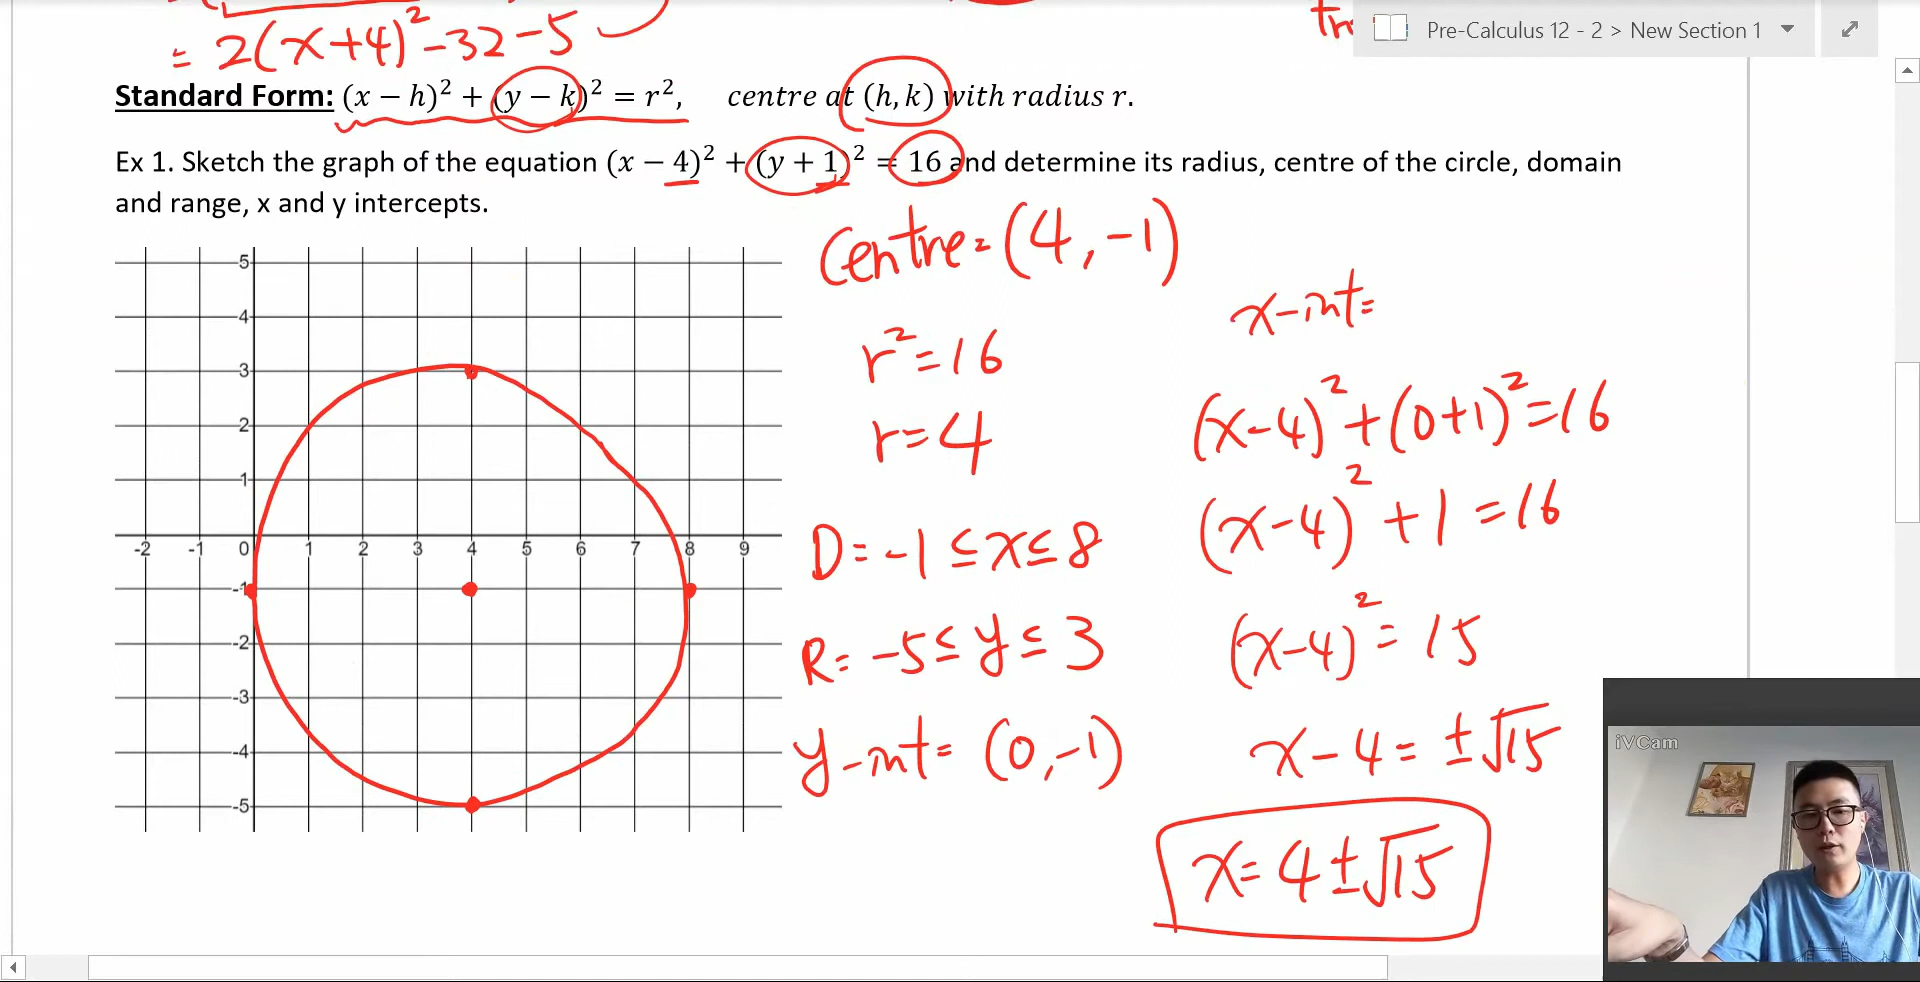 = 2(x+4)² -32-5
Pre-Calculus 12 - 2 > New Section 1
Standard Form: (x − h)² + (y − k)² = r², centre at (h, k) with radius r.
Ex 1. Sketch the graph of the equation (x − 4)² + (y + 1)² = 16 and determine its radius, centre of the circle, domain
and range, x and y intercepts.
Centre = (4, -1)
r² = 16
r = 4
D = -1 ≤ x ≤ 8
R = -5 ≤ y ≤ 3
y-int = (0, -1)
x-int =
(x-4)² + (0+1)² = 16
(x-4)² + 1 = 16
(x-4)² = 15
x-4 = ±√15
x = 4 ± √15
5
4
3
2
1
-2 -1 0 1 2 3 4 5 6 7 8 9
-1
-2
-3
-4
-5
iVCam